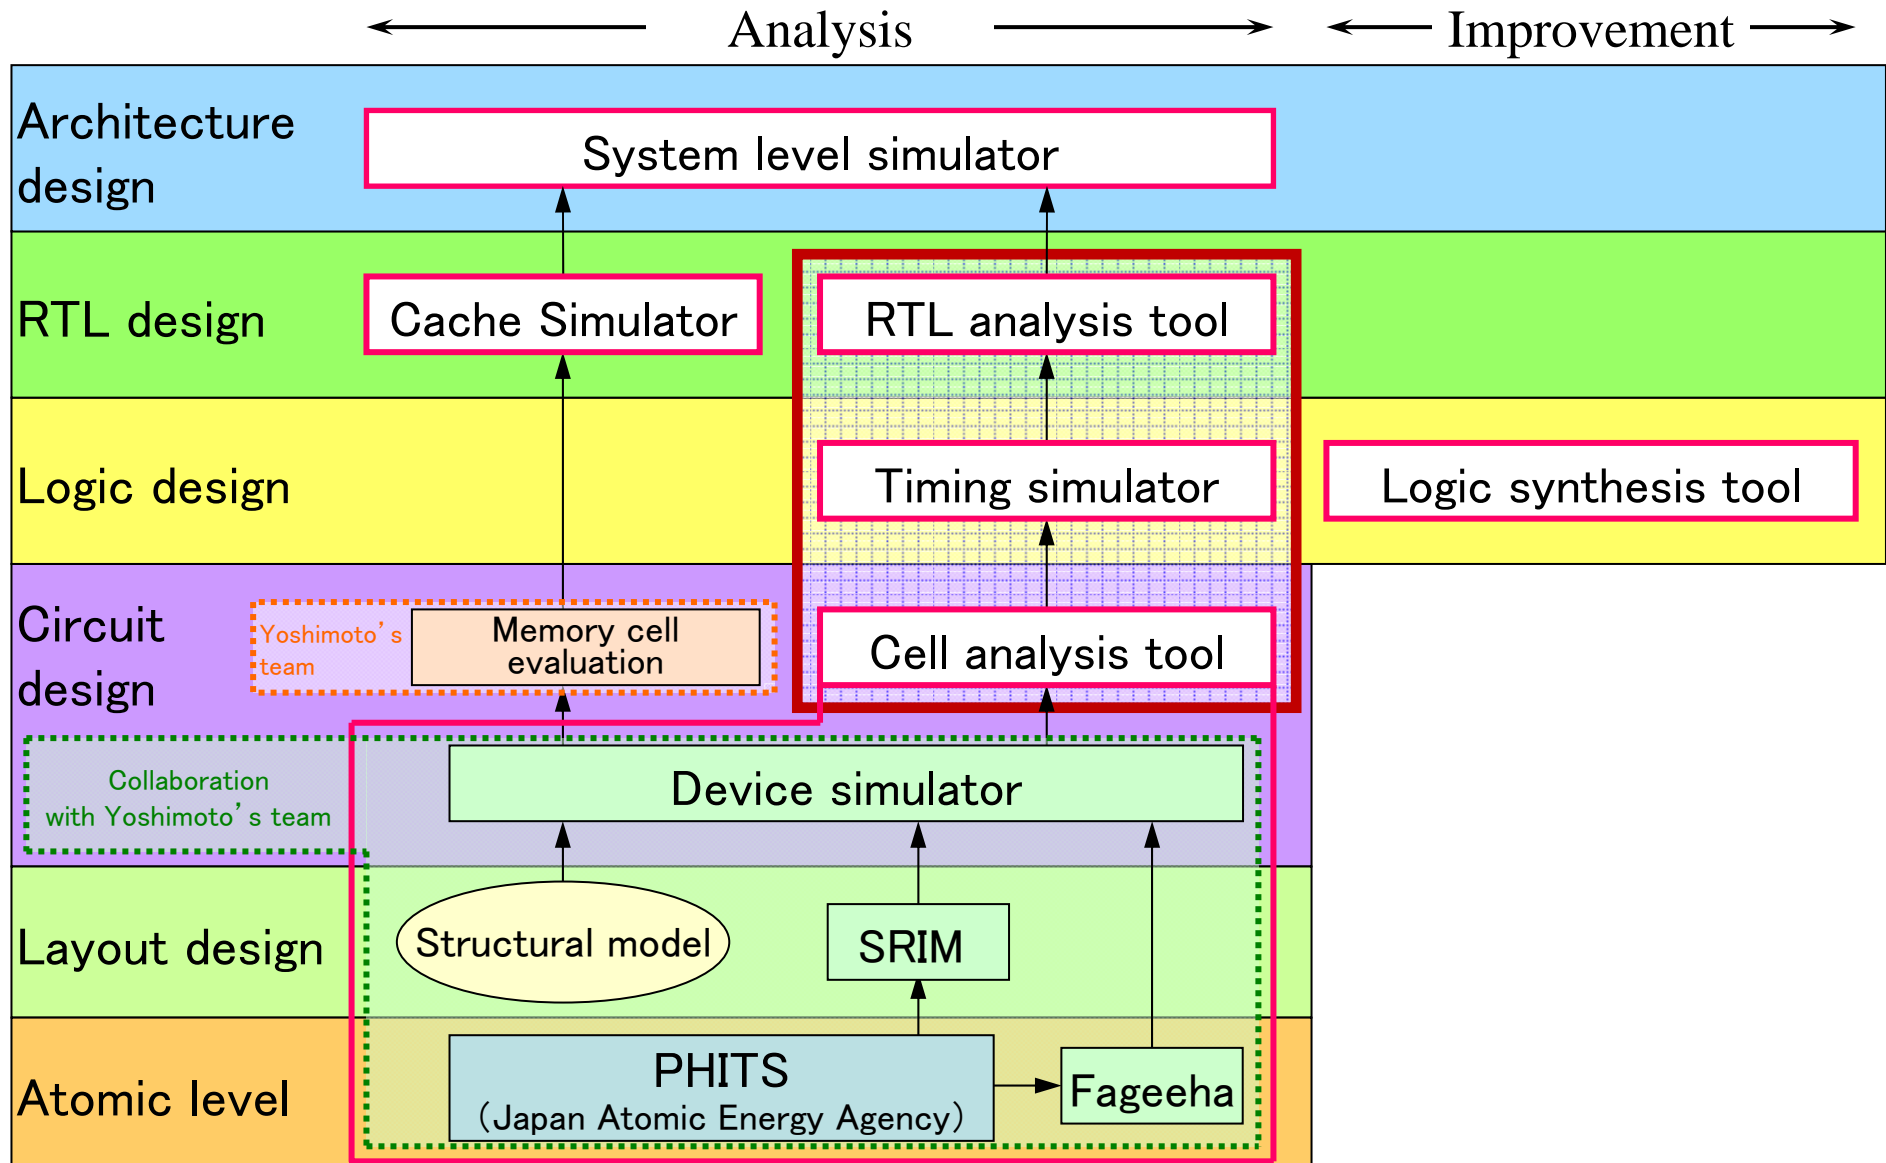 Analysis
Improvement
Architecture
design
System level simulator
RTL design
Cache Simulator
RTL analysis tool
Logic design
Timing simulator
Logic synthesis tool
Circuit
design
Yoshimoto's
team
Memory cell
evaluation
Cell analysis tool
Collaboration
with Yoshimoto's team
Device simulator
Layout design
Structural model
SRIM
Atomic level
PHITS
(Japan Atomic Energy Agency)
Fageeha